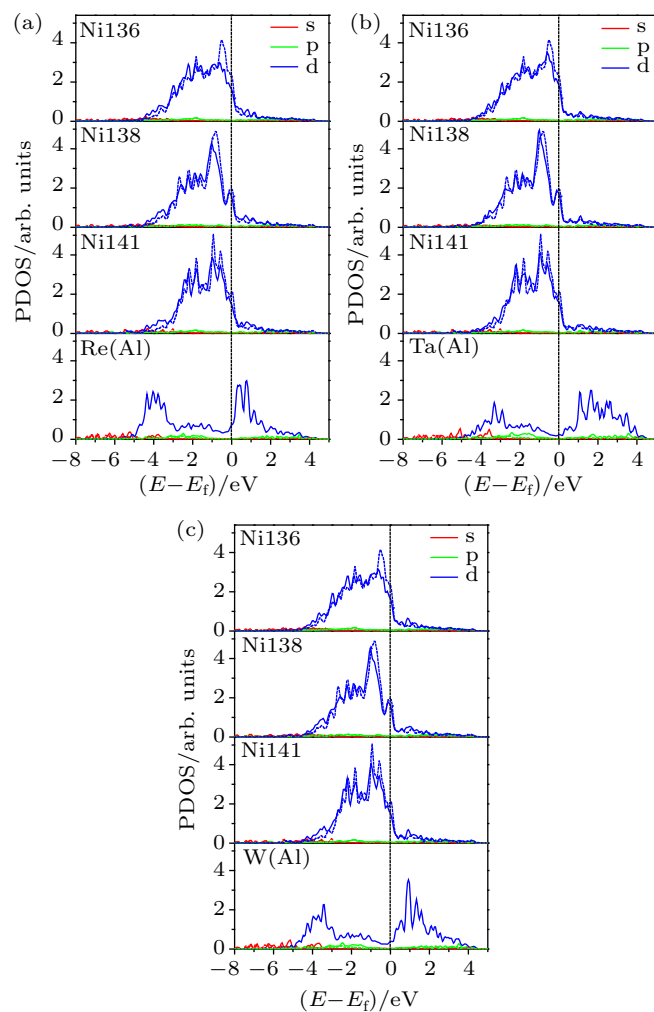 (a)
Ni136
s
p
d
4
2
0
Ni138
4
2
0
Ni141
4
2
0
Re(Al)
4
2
0
PDOS/arb. units
−8 −6 −4 −2 0 2 4
(E−Ef)/eV
(b)
Ni136
s
p
d
4
2
0
Ni138
4
2
0
Ni141
4
2
0
Ta(Al)
4
2
0
PDOS/arb. units
−8 −6 −4 −2 0 2 4
(E−Ef)/eV
(c)
Ni136
s
p
d
4
2
0
Ni138
4
2
0
Ni141
4
2
0
W(Al)
4
2
0
PDOS/arb. units
−8 −6 −4 −2 0 2 4
(E−Ef)/eV